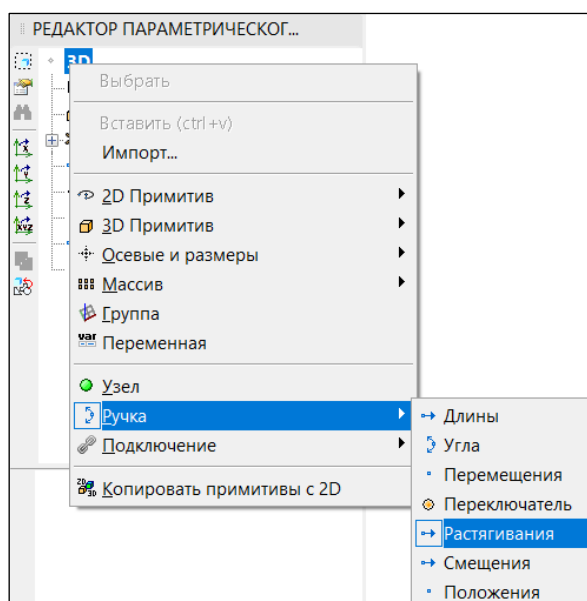 РЕДАКТОР ПАРАМЕТРИЧЕСКОГ...
3D
Выбрать
Вставить (ctrl+v)
Импорт...
2D Примитив
3D Примитив
Осевые и размеры
Массив
Группа
var Переменная
Узел
Ручка
Подключение
Копировать примитивы с 2D
Длины
Угла
Перемещения
Переключатель
Растягивания
Смещения
Положения